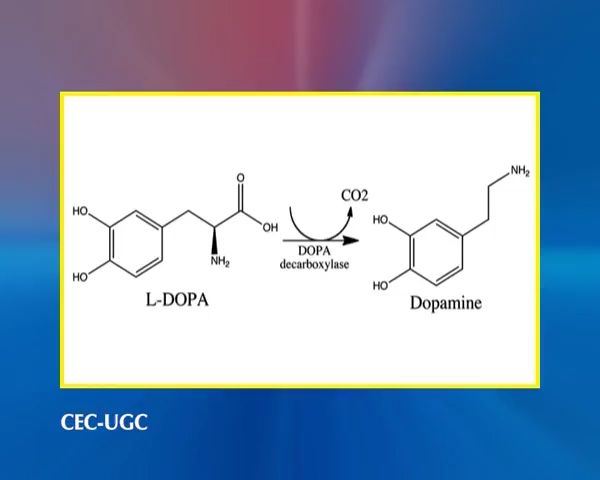 HO
HO
O
OH
NH2
L-DOPA
CO2
DOPA
decarboxylase
HO
HO
NH2
Dopamine
CEC-UGC